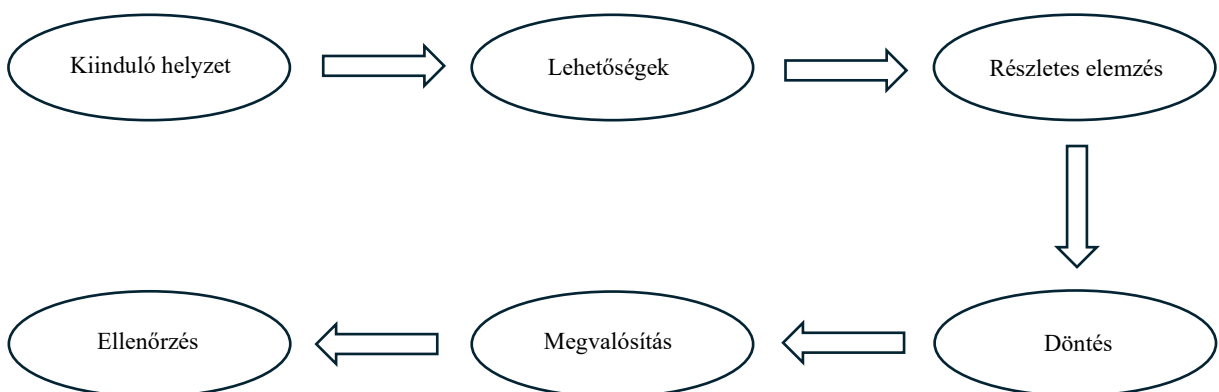 Kiinduló helyzet
Lehetőségek
Részletes elemzés
Döntés
Megvalósítás
Ellenőrzés